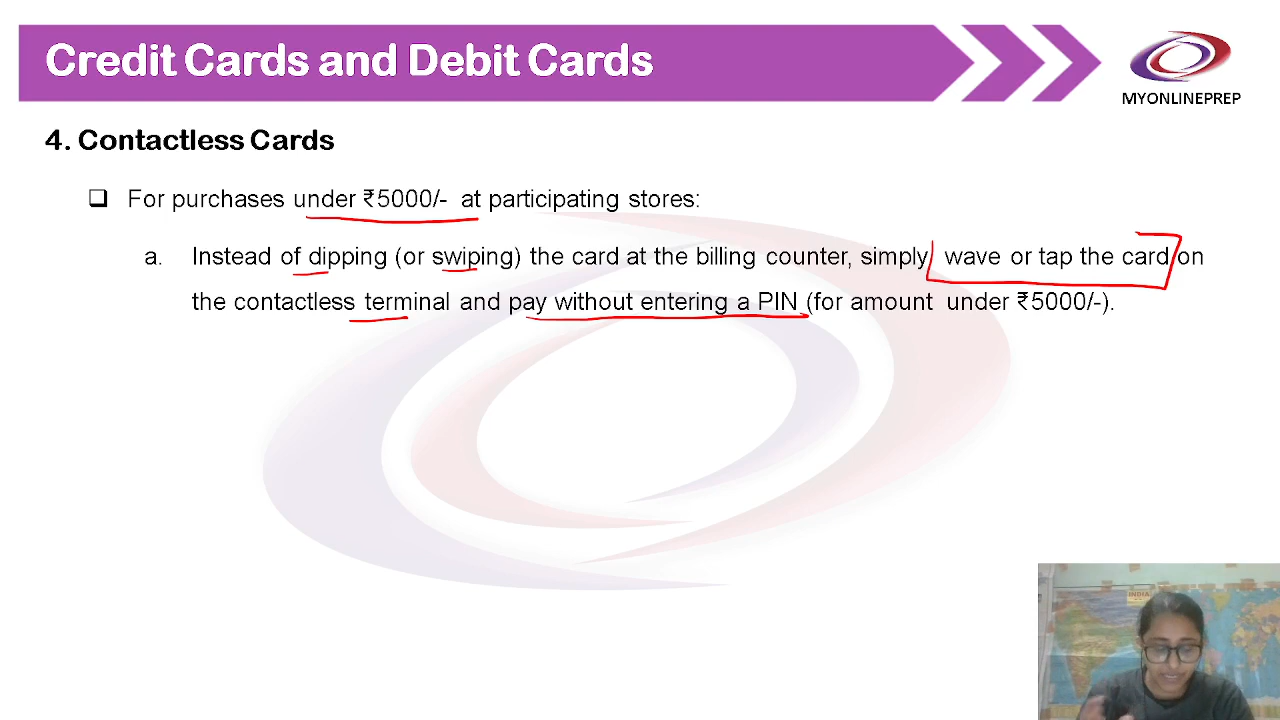 Credit Cards and Debit Cards
MYONLINEPREP
4. Contactless Cards
For purchases under ₹5000/- at participating stores:
a. Instead of dipping (or swiping) the card at the billing counter, simply wave or tap the card on
the contactless terminal and pay without entering a PIN (for amount under ₹5000/-).
INDIA